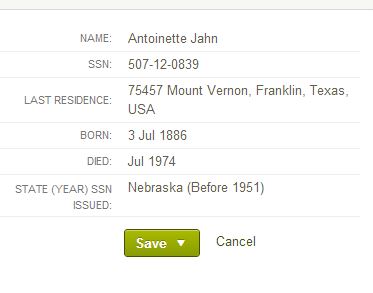 NAME: Antoinette Jahn
SSN: 507-12-0839
LAST RESIDENCE: 75457 Mount Vernon, Franklin, Texas,
USA
BORN: 3 Jul 1886
DIED: Jul 1974
STATE (YEAR) SSN Nebraska (Before 1951)
ISSUED:
Save Cancel